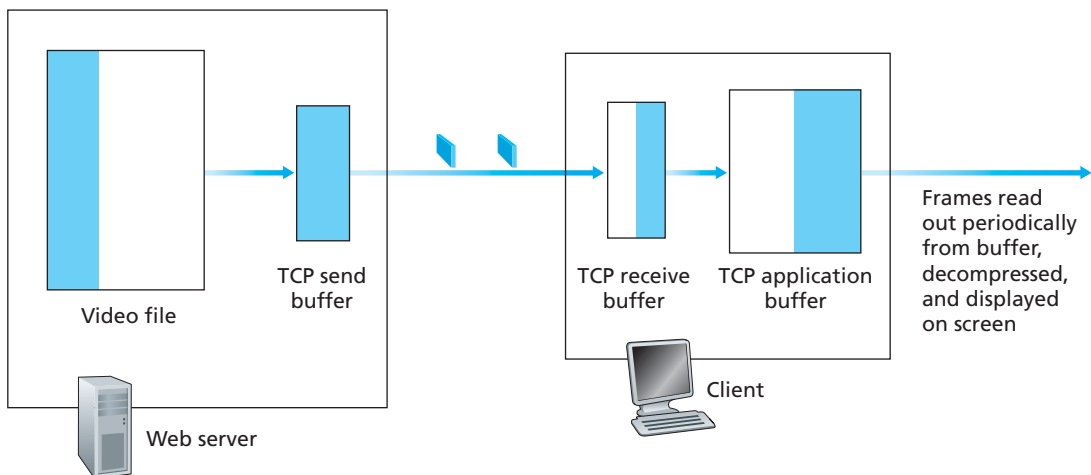 Video file
TCP send
buffer
TCP receive
buffer
TCP application
buffer
Frames read
out periodically
from buffer,
decompressed,
and displayed
on screen
Web server
Client